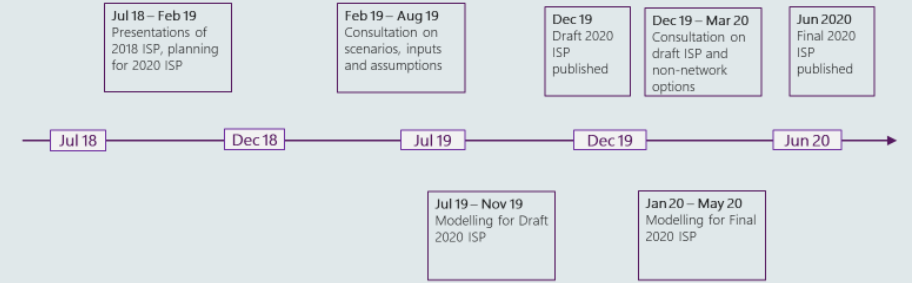 Jul 18 – Feb 19
Presentations of
2018 ISP, planning
for 2020 ISP
Feb 19 – Aug 19
Consultation on
scenarios, inputs
and assumptions
Dec 19
Draft 2020
ISP
published
Dec 19 – Mar 20
Consultation on
draft ISP and
non-network
options
Jun 2020
Final 2020
ISP
published
Jul 18
Dec 18
Jul 19
Dec 19
Jun 20
Jul 19 – Nov 19
Modelling for Draft
2020 ISP
Jan 20 – May 20
Modelling for Final
2020 ISP